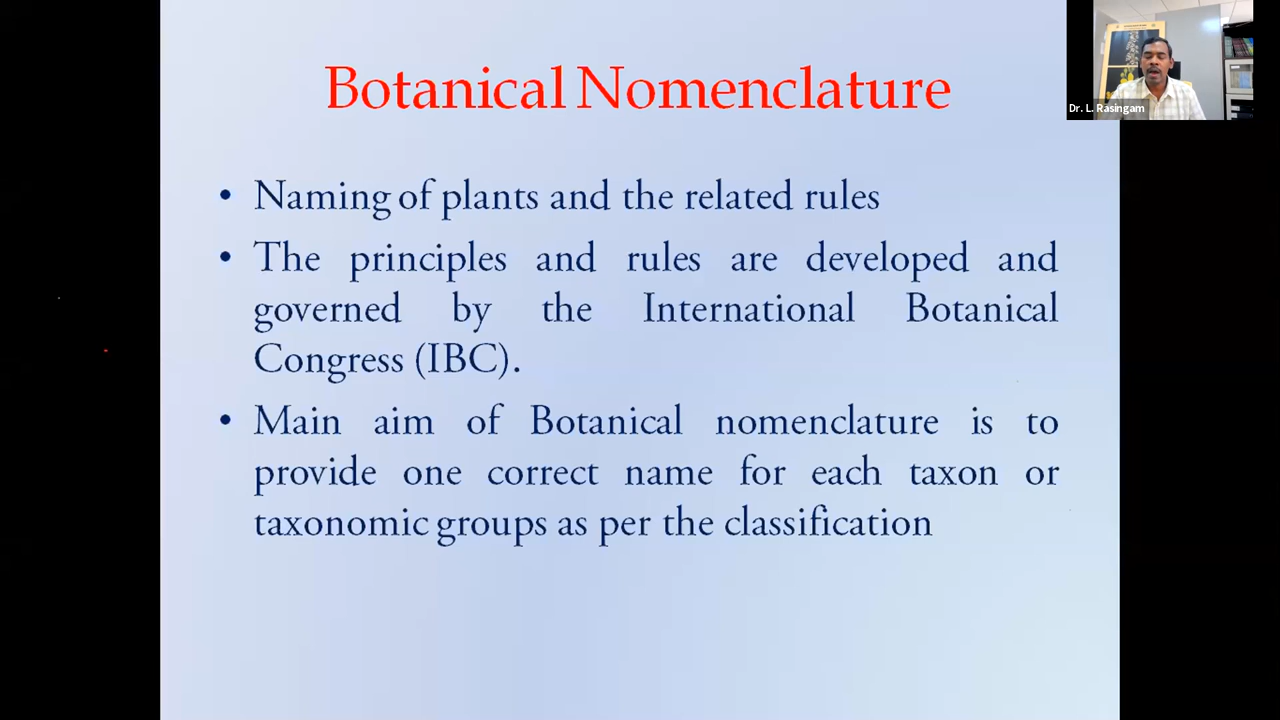 Botanical Nomenclature
Dr. L. Rasingam
• Naming of plants and the related rules
• The principles and rules are developed and
governed by the International Botanical
Congress (IBC).
• Main aim of Botanical nomenclature is to
provide one correct name for each taxon or
taxonomic groups as per the classification